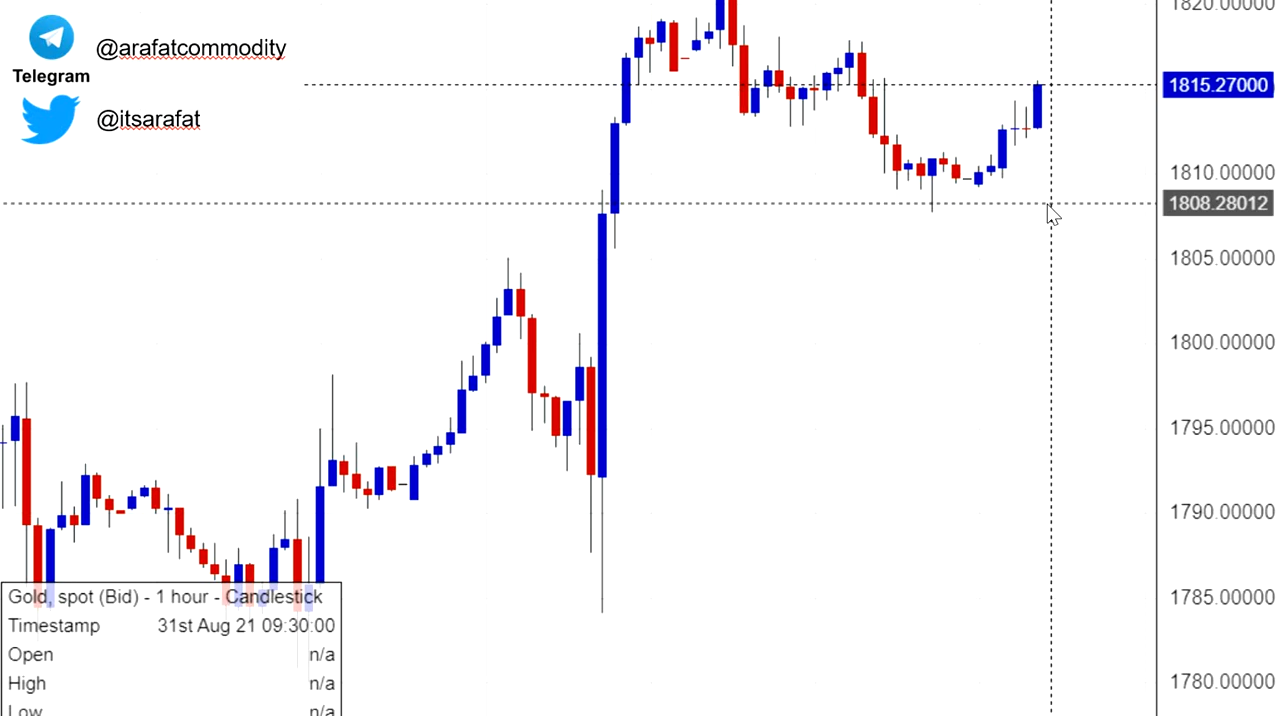 @arafatcommodity
Telegram
@itsarafat
1820.00000
1815.27000
1810.00000
1808.28012
1805.00000
1800.00000
1795.00000
1790.00000
1785.00000
1780.00000
Gold, spot (Bid) - 1 hour - Candlestick
Timestamp 31st Aug 21 09:30:00
Open n/a
High n/a
Low n/a